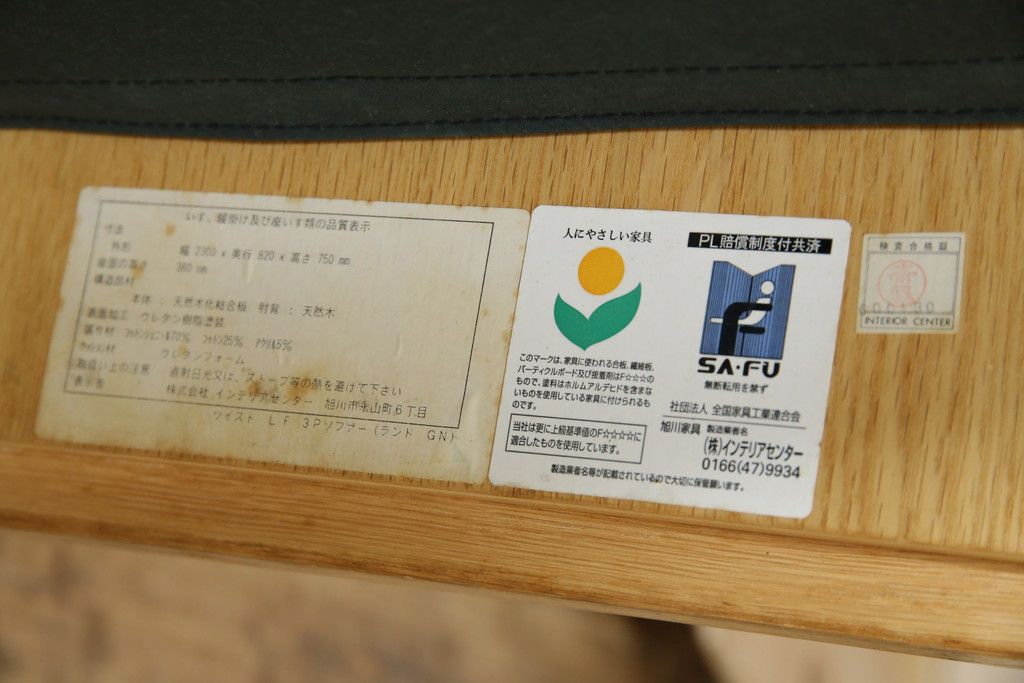 いす、腰掛け及び座いす類の品質表示
寸法
外形 幅 2300 × 奥行 820 × 高さ 750 mm
座面の高さ 380 mm
構造部材
本体 : 天然木化粧合板 肘背 : 天然木
表面加工 ウレタン樹脂塗装
張り材 コットンシェニール70% コットン25% アクリル5%
クッション材 ウレタンフォーム
取扱い上の注意 直射日光又は、ストーブ等の熱を避けて下さい
表示者 株式会社 インテリアセンター 旭川市永山町6丁目
ツイスト LF 3Pソファー (ランド GN)
人にやさしい家具
このマークは、家具に使われる合板、繊維板、
パーティクルボード及び接着剤はF☆☆☆の
もので、塗料はホルムアルデヒドを含まな
いものを使用している家具に付けられるも
のです。
当社は更に上級基準値のF☆☆☆☆に
適合したものを使用しています。
PL賠償制度付共済
SA・FU
無断転用を禁ず
社団法人 全国家具工業連合会
旭川家具 製造業者名
(株)インテリアセンター
0166(47)9934
製造業者名等が記載されているので大切に保管願います。
検査合格証
INTERIOR CENTER